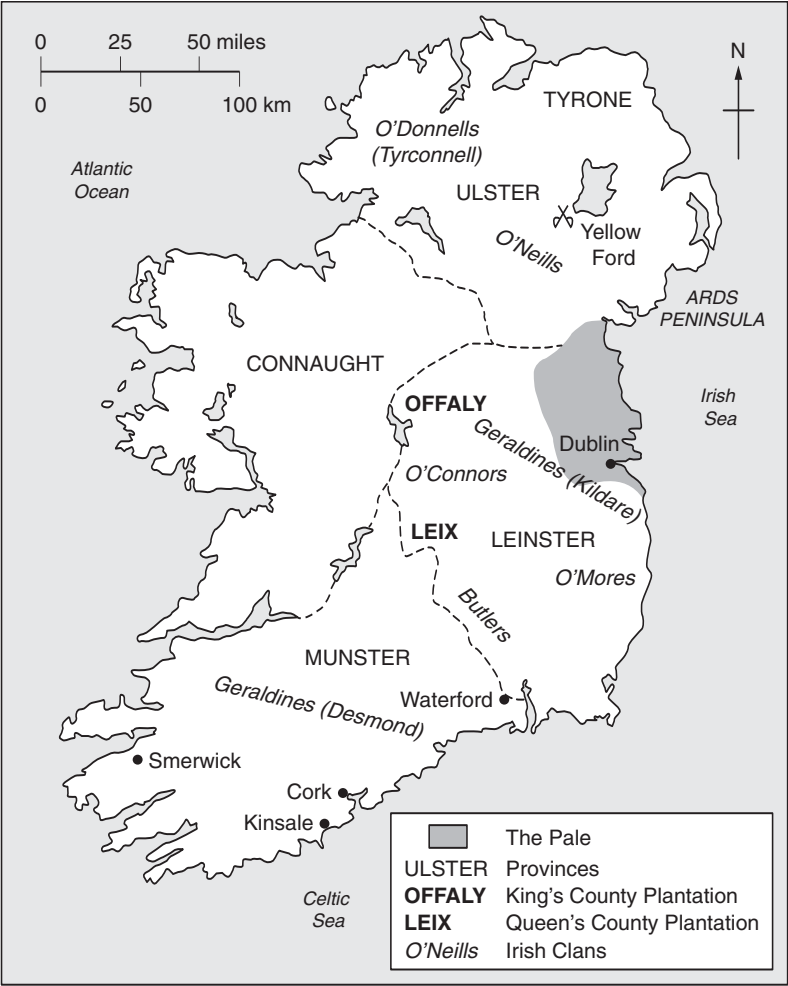 0 25 50 miles
0 50 100 km
N
TYRONE
O'Donnells
(Tyrconnell)
Atlantic
Ocean
ULSTER
Yellow
Ford
O'Neills
ARDS
PENINSULA
CONNAUGHT
Irish
Sea
OFFALY
Geraldines (Kildare)
Dublin
O'Connors
LEIX
LEINSTER
O'Mores
Butlers
MUNSTER
Geraldines (Desmond)
Waterford
Smerwick
Cork
Kinsale
Celtic
Sea
The Pale
ULSTER Provinces
OFFALY King's County Plantation
LEIX Queen's County Plantation
O'Neills Irish Clans